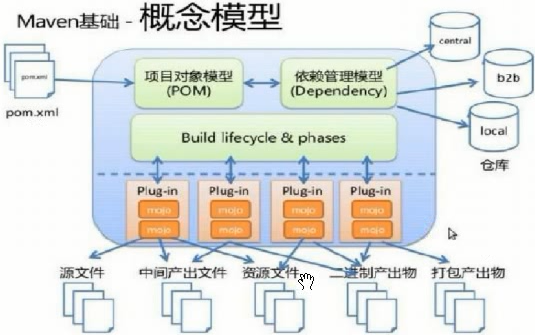 Maven基础 - 概念模型
central
pom.xml
项目对象模型
(POM)
依赖管理模型
(Dependency)
b2b
pom.xml
local
Build lifecycle & phases
仓库
Plug-in
Plug-in
Plug-in
Plug-in
mojo
mojo
mojo
mojo
mojo
mojo
mojo
mojo
源文件
中间产出文件
资源文件
二进制产出物
打包产出物